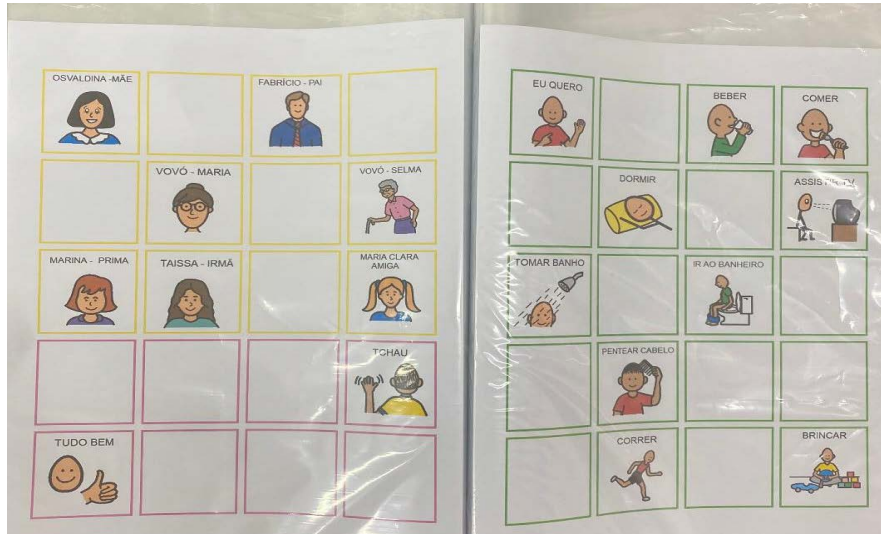 OSVALDINA -MÃE
FABRÍCIO - PAI
VOVÓ - MARIA
VOVÓ - SELMA
MARINA - PRIMA
TAISSA - IRMÃ
MARIA CLARA
AMIGA
TCHAU
TUDO BEM
EU QUERO
BEBER
COMER
DORMIR
TOMAR BANHO
IR AO BANHEIRO
PENTEAR CABELO
CORRER
BRINCAR